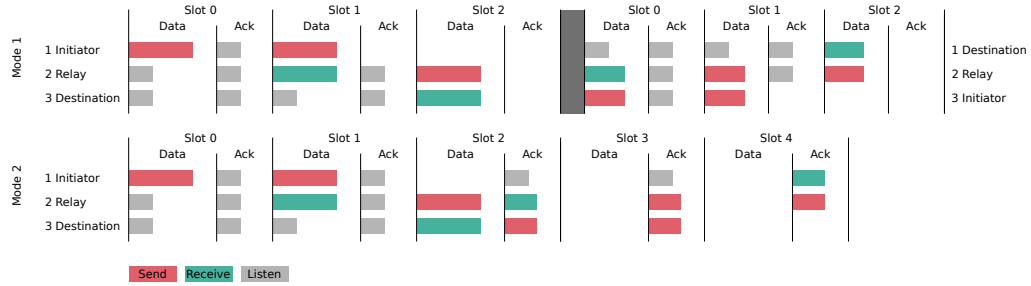 Slot 0 Slot 1 Slot 2 Slot 0 Slot 1 Slot 2
Data Ack Data Ack Data Ack Data Ack Data Ack Data Ack
Mode 1
1 Initiator 1 Destination
2 Relay 2 Relay
3 Destination 3 Initiator
Slot 0 Slot 1 Slot 2 Slot 3 Slot 4
Data Ack Data Ack Data Ack Data Ack Data Ack
Mode 2
1 Initiator
2 Relay
3 Destination
Send Receive Listen